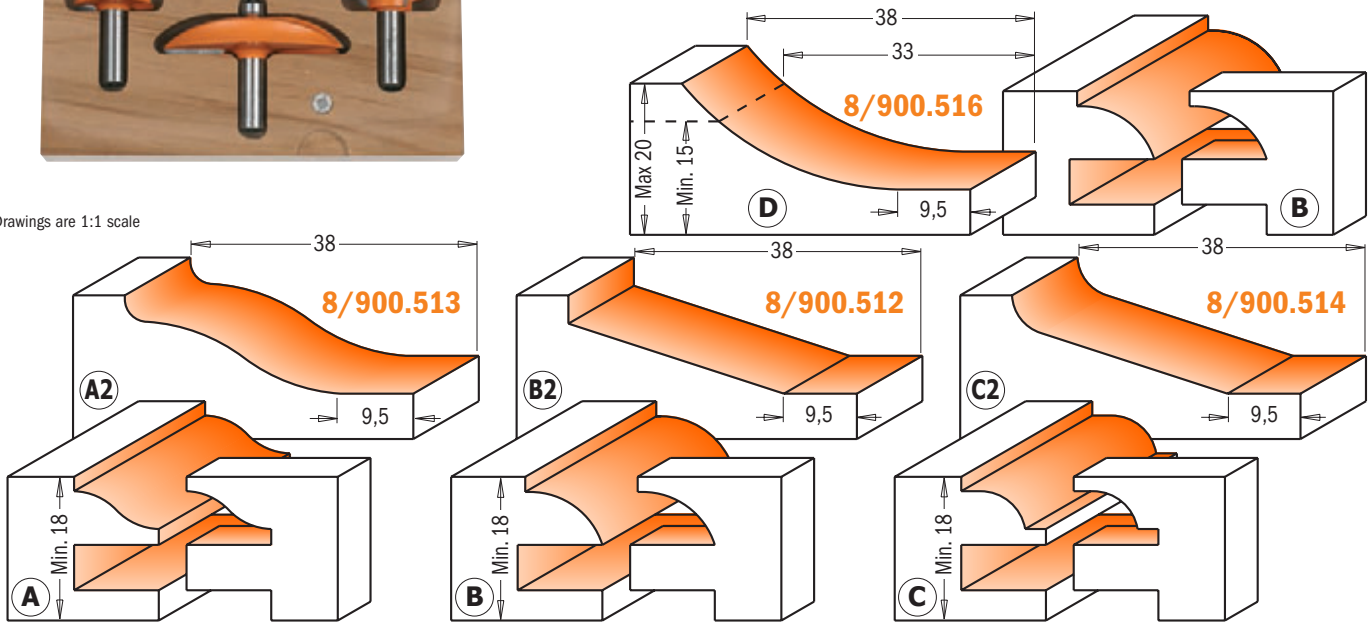 38
33
8/900.516
Max 20
Min. 15
9,5
D
B
Drawings are 1:1 scale
38
8/900.513
A2
9,5
38
8/900.512
B2
9,5
38
8/900.514
C2
9,5
Min. 18
A
Min. 18
B
Min. 18
C